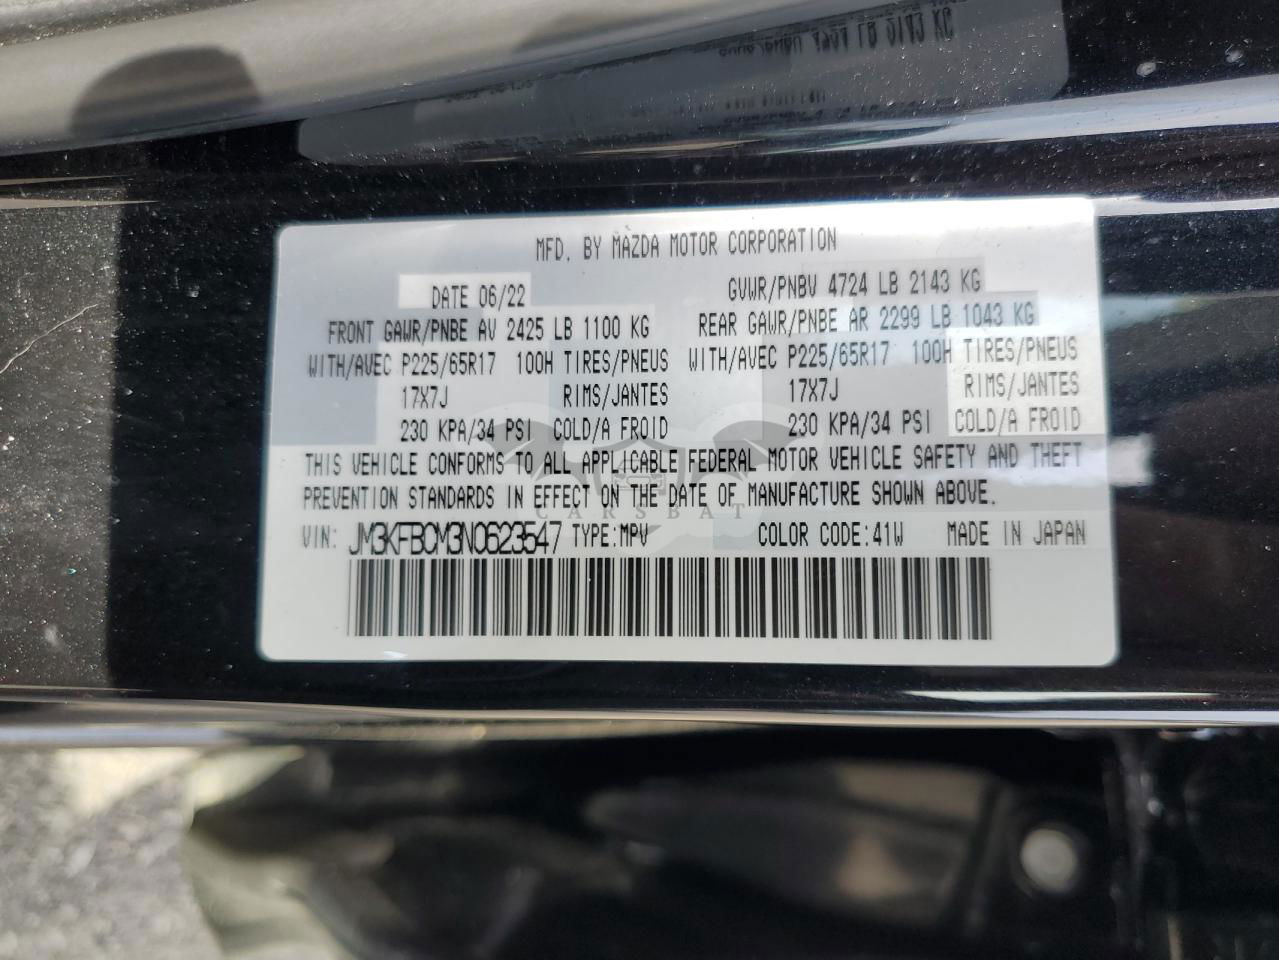 MFD. BY MAZDA MOTOR CORPORATION
DATE 06/22 GVWR/PNBV 4724 LB 2143 KG
FRONT GAWR/PNBE AV 2425 LB 1100 KG REAR GAWR/PNBE AR 2299 LB 1043 KG
WITH/AVEC P225/65R17 100H TIRES/PNEUS WITH/AVEC P225/65R17 100H TIRES/PNEUS
17X7J RIMS/JANTES 17X7J RIMS/JANTES
230 KPA/34 PSI COLD/A FROID 230 KPA/34 PSI COLD/A FROID
THIS VEHICLE CONFORMS TO ALL APPLICABLE FEDERAL MOTOR VEHICLE SAFETY AND THEFT
PREVENTION STANDARDS IN EFFECT ON THE DATE OF MANUFACTURE SHOWN ABOVE.
CARSBAT
VIN: JM3KFBCM3N0623547 TYPE:MPV COLOR CODE:41W MADE IN JAPAN